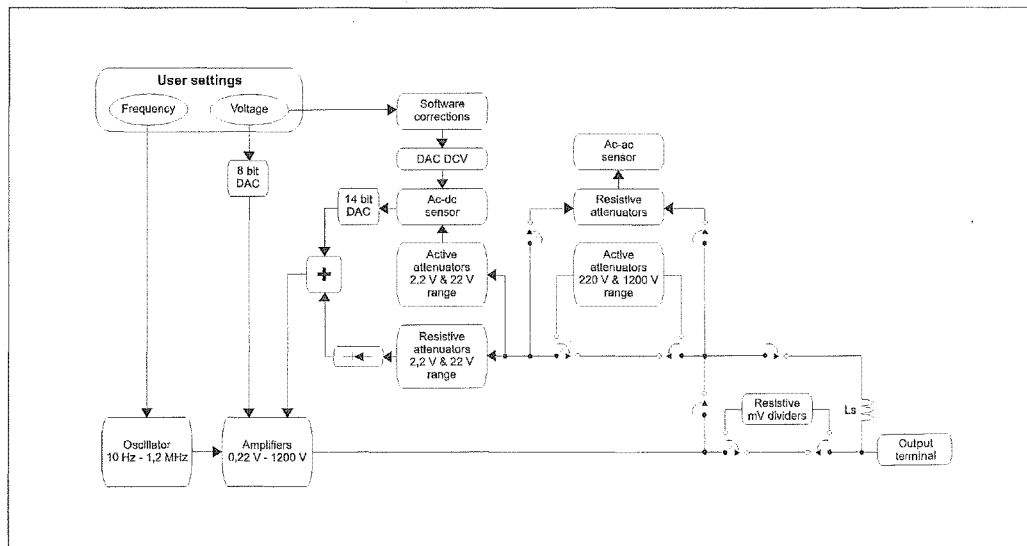 User settings
Frequency
Voltage
Software
corrections
Ac-ac
sensor
8 bit
DAC
DAC DCV
14 bit
DAC
Ac-dc
sensor
Resistive
attenuators
+
Active
attenuators
2,2 V & 22 V
range
Active
attenuators
220 V & 1200 V
range
Resistive
attenuators
2,2 V & 22 V
range
Resistive
mV dividers
Ls
Oscillator
10 Hz - 1,2 MHz
Amplifiers
0,22 V - 1200 V
Output
terminal